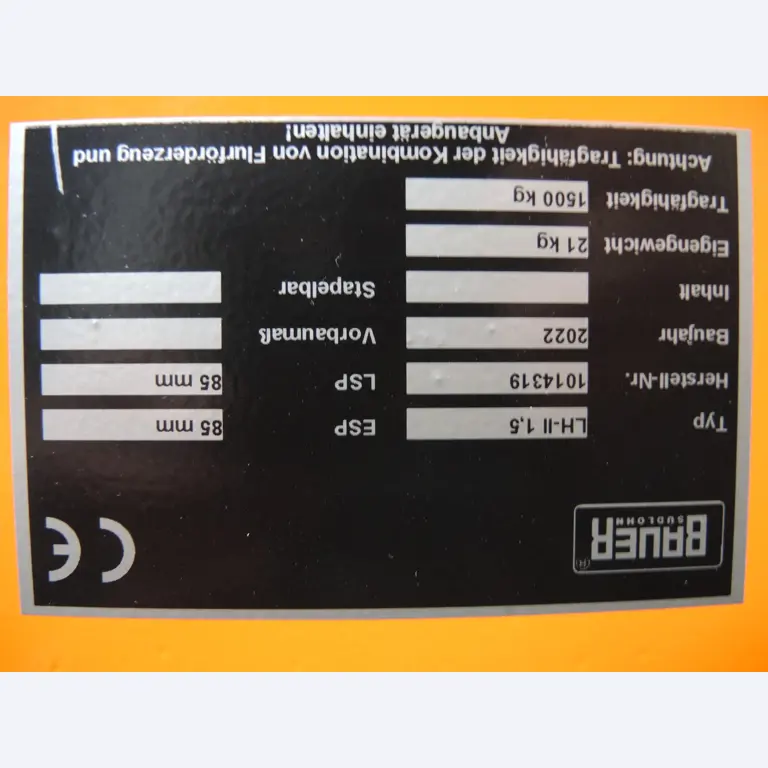 BAUER (R)
SÜDLOHN
CE
Typ LH-II 1,5 ESP 85 mm
Herstell-Nr. 1014319 LSP 85 mm
Baujahr 2022 Vorbaumaß
Inhalt Stapelbar
Eigengewicht 21 kg
Tragfähigkeit 1500 kg
Achtung: Tragfähigkeit der Kombination von Flurförderzeug und
Anbaugerät einhalten!